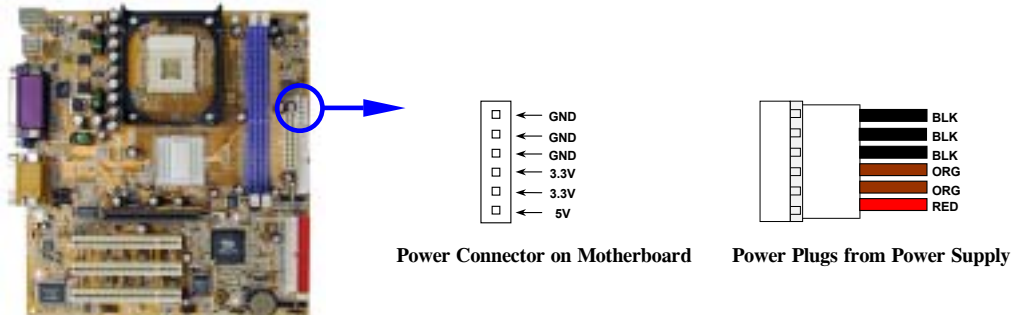 GND
GND
GND
3.3V
3.3V
5V
BLK
BLK
BLK
ORG
ORG
RED
Power Connector on Motherboard
Power Plugs from Power Supply